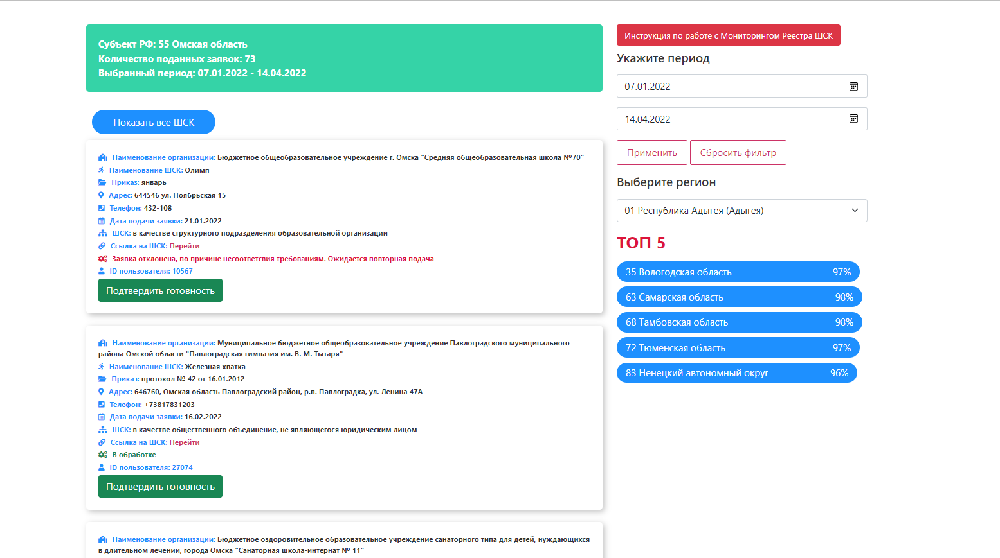 Субъект РФ: 55 Омская область
Количество поданных заявок: 73
Выбранный период: 07.01.2022 - 14.04.2022
Показать все ШСК
Наименование организации: Бюджетное общеобразовательное учреждение г. Омска "Средняя общеобразовательная школа №70"
Наименование ШСК: Олимп
Приказ: январь
Адрес: 644546 ул. Ноябрьская 15
Телефон: 432-108
Дата подачи заявки: 21.01.2022
ШСК: в качестве структурного подразделения образовательной организации
Ссылка на ШСК: Перейти
Заявка отклонена, по причине несоответсвия требованиям. Ожидается повторная подача
ID пользователя: 10567
Подтвердить готовность
Наименование организации: Муниципальное бюджетное общеобразовательное учреждение Павлоградского муниципального
района Омской области "Павлоградская гимназия им. В. М. Тытаря"
Наименование ШСК: Железная хватка
Приказ: протокол № 42 от 16.01.2012
Адрес: 646760, Омская область Павлоградский район, р.п. Павлоградка, ул. Ленина 47А
Телефон: +73817831203
Дата подачи заявки: 16.02.2022
ШСК: в качестве общественного объединение, не являющегося юридическим лицом
Ссылка на ШСК: Перейти
В обработке
ID пользователя: 27074
Подтвердить готовность
Наименование организации: Бюджетное оздоровительное образовательное учреждение санаторного типа для детей, нуждающихся
в длительном лечении, города Омска "Санаторная школа-интернат № 11"
Инструкция по работе с Мониторингом Реестра ШСК
Укажите период
07.01.2022
14.04.2022
Применить Сбросить фильтр
Выберите регион
01 Республика Адыгея (Адыгея)
ТОП 5
35 Вологодская область 97%
63 Самарская область 98%
68 Тамбовская область 98%
72 Тюменская область 97%
83 Ненецкий автономный округ 96%